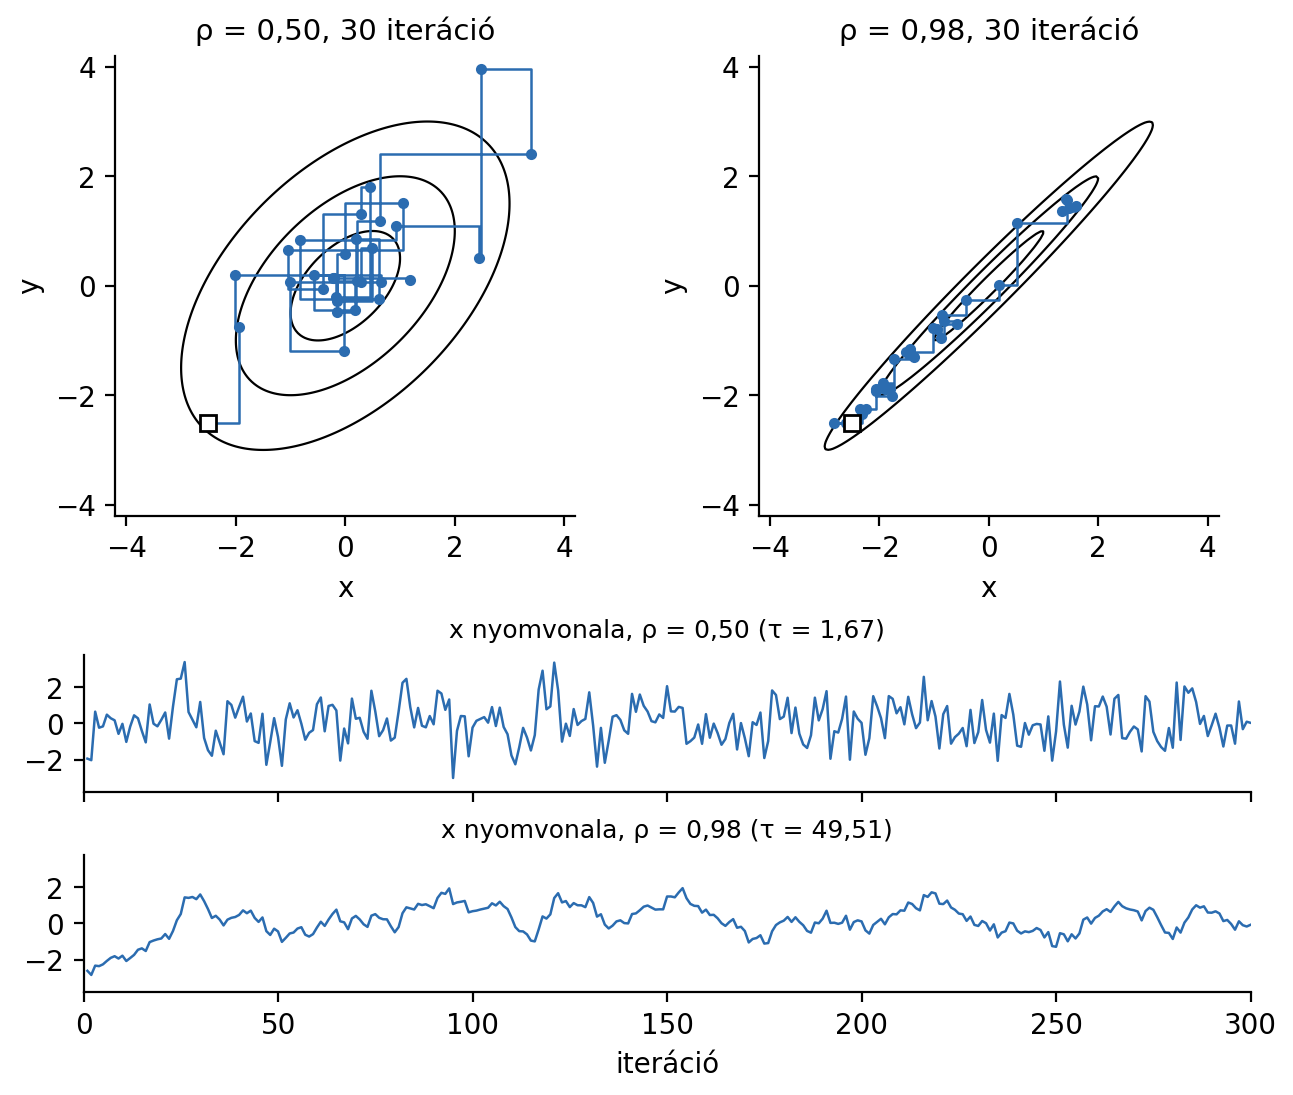 ρ = 0,50, 30 iteráció
4
2
0
−2
−4
y
−4 −2 0 2 4
x
ρ = 0,98, 30 iteráció
4
2
0
−2
−4
y
−4 −2 0 2 4
x
x nyomvonala, ρ = 0,50 (τ = 1,67)
2
0
−2
x nyomvonala, ρ = 0,98 (τ = 49,51)
2
0
−2
0 50 100 150 200 250 300
iteráció